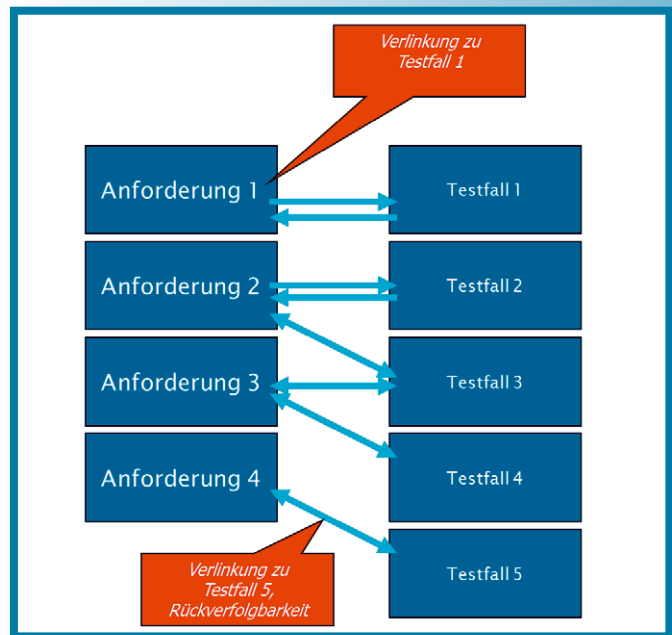 Verlinkung zu
Testfall 1
Anforderung 1
Testfall 1
Anforderung 2
Testfall 2
Anforderung 3
Testfall 3
Anforderung 4
Testfall 4
Verlinkung zu
Testfall 5,
Rückverfolgbarkeit
Testfall 5